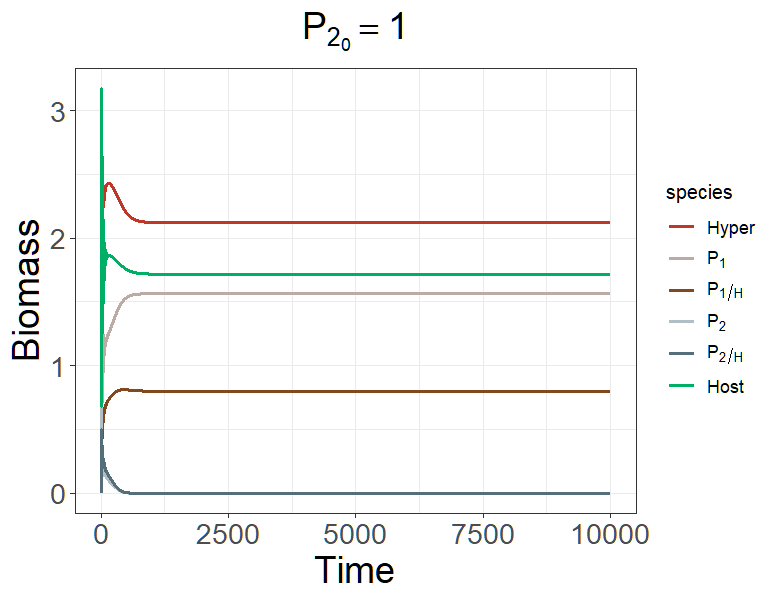 P₂₀ = 1
Biomass
3
2
1
0
0 2500 5000 7500 10000
Time
species
Hyper
P₁
P₁/H
P₂
P₂/H
Host